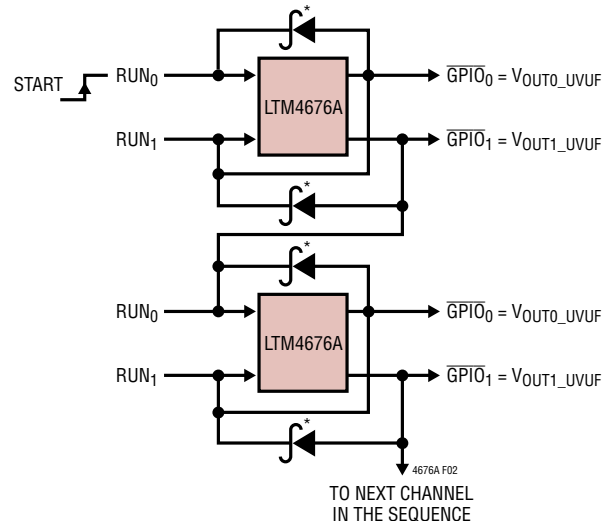 *
START RUN0 GPIO0 = VOUT0_UVUF
LTM4676A
RUN1 GPIO1 = VOUT1_UVUF
*
*
RUN0 GPIO0 = VOUT0_UVUF
LTM4676A
RUN1 GPIO1 = VOUT1_UVUF
*
4676A F02
TO NEXT CHANNEL
IN THE SEQUENCE